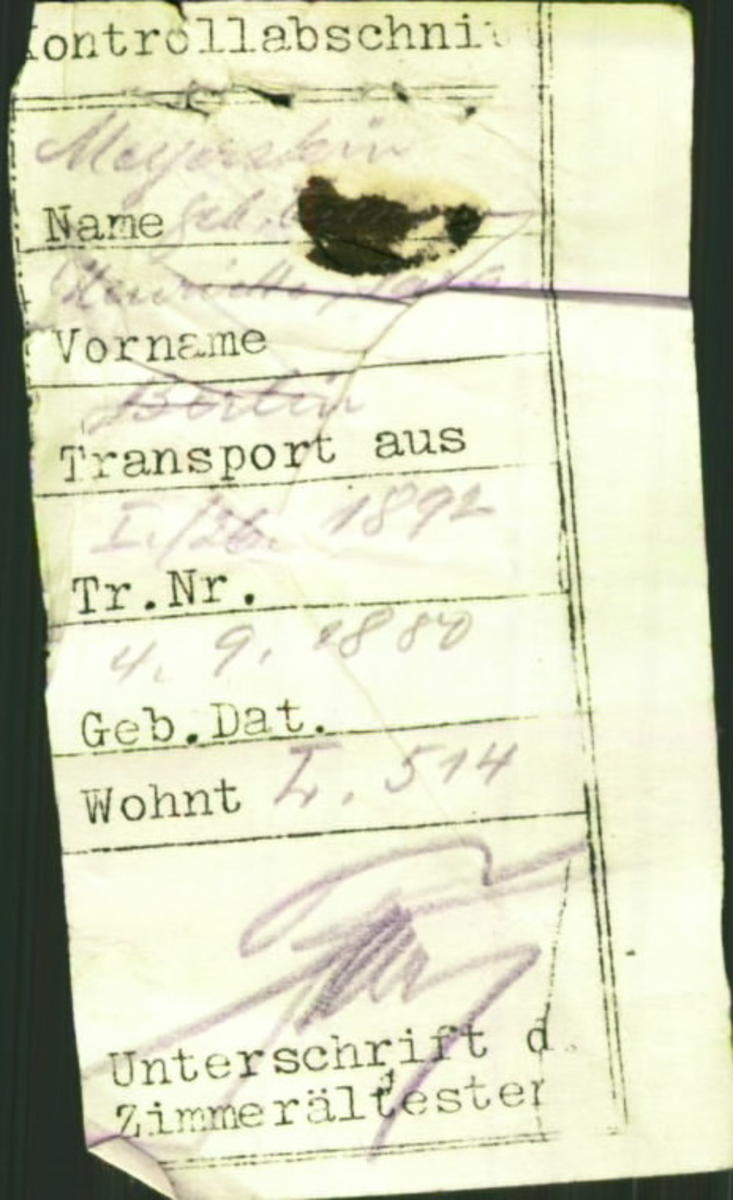 Kontrollabschnitt
Meyerstein
Name geb.
Henriette Sara
Vorname
Berlin
Transport aus
I./26. 1892
Tr.Nr.
4. 9. 1880
Geb.Dat.
Wohnt L. 514
Unterschrift d.
Zimmerältester